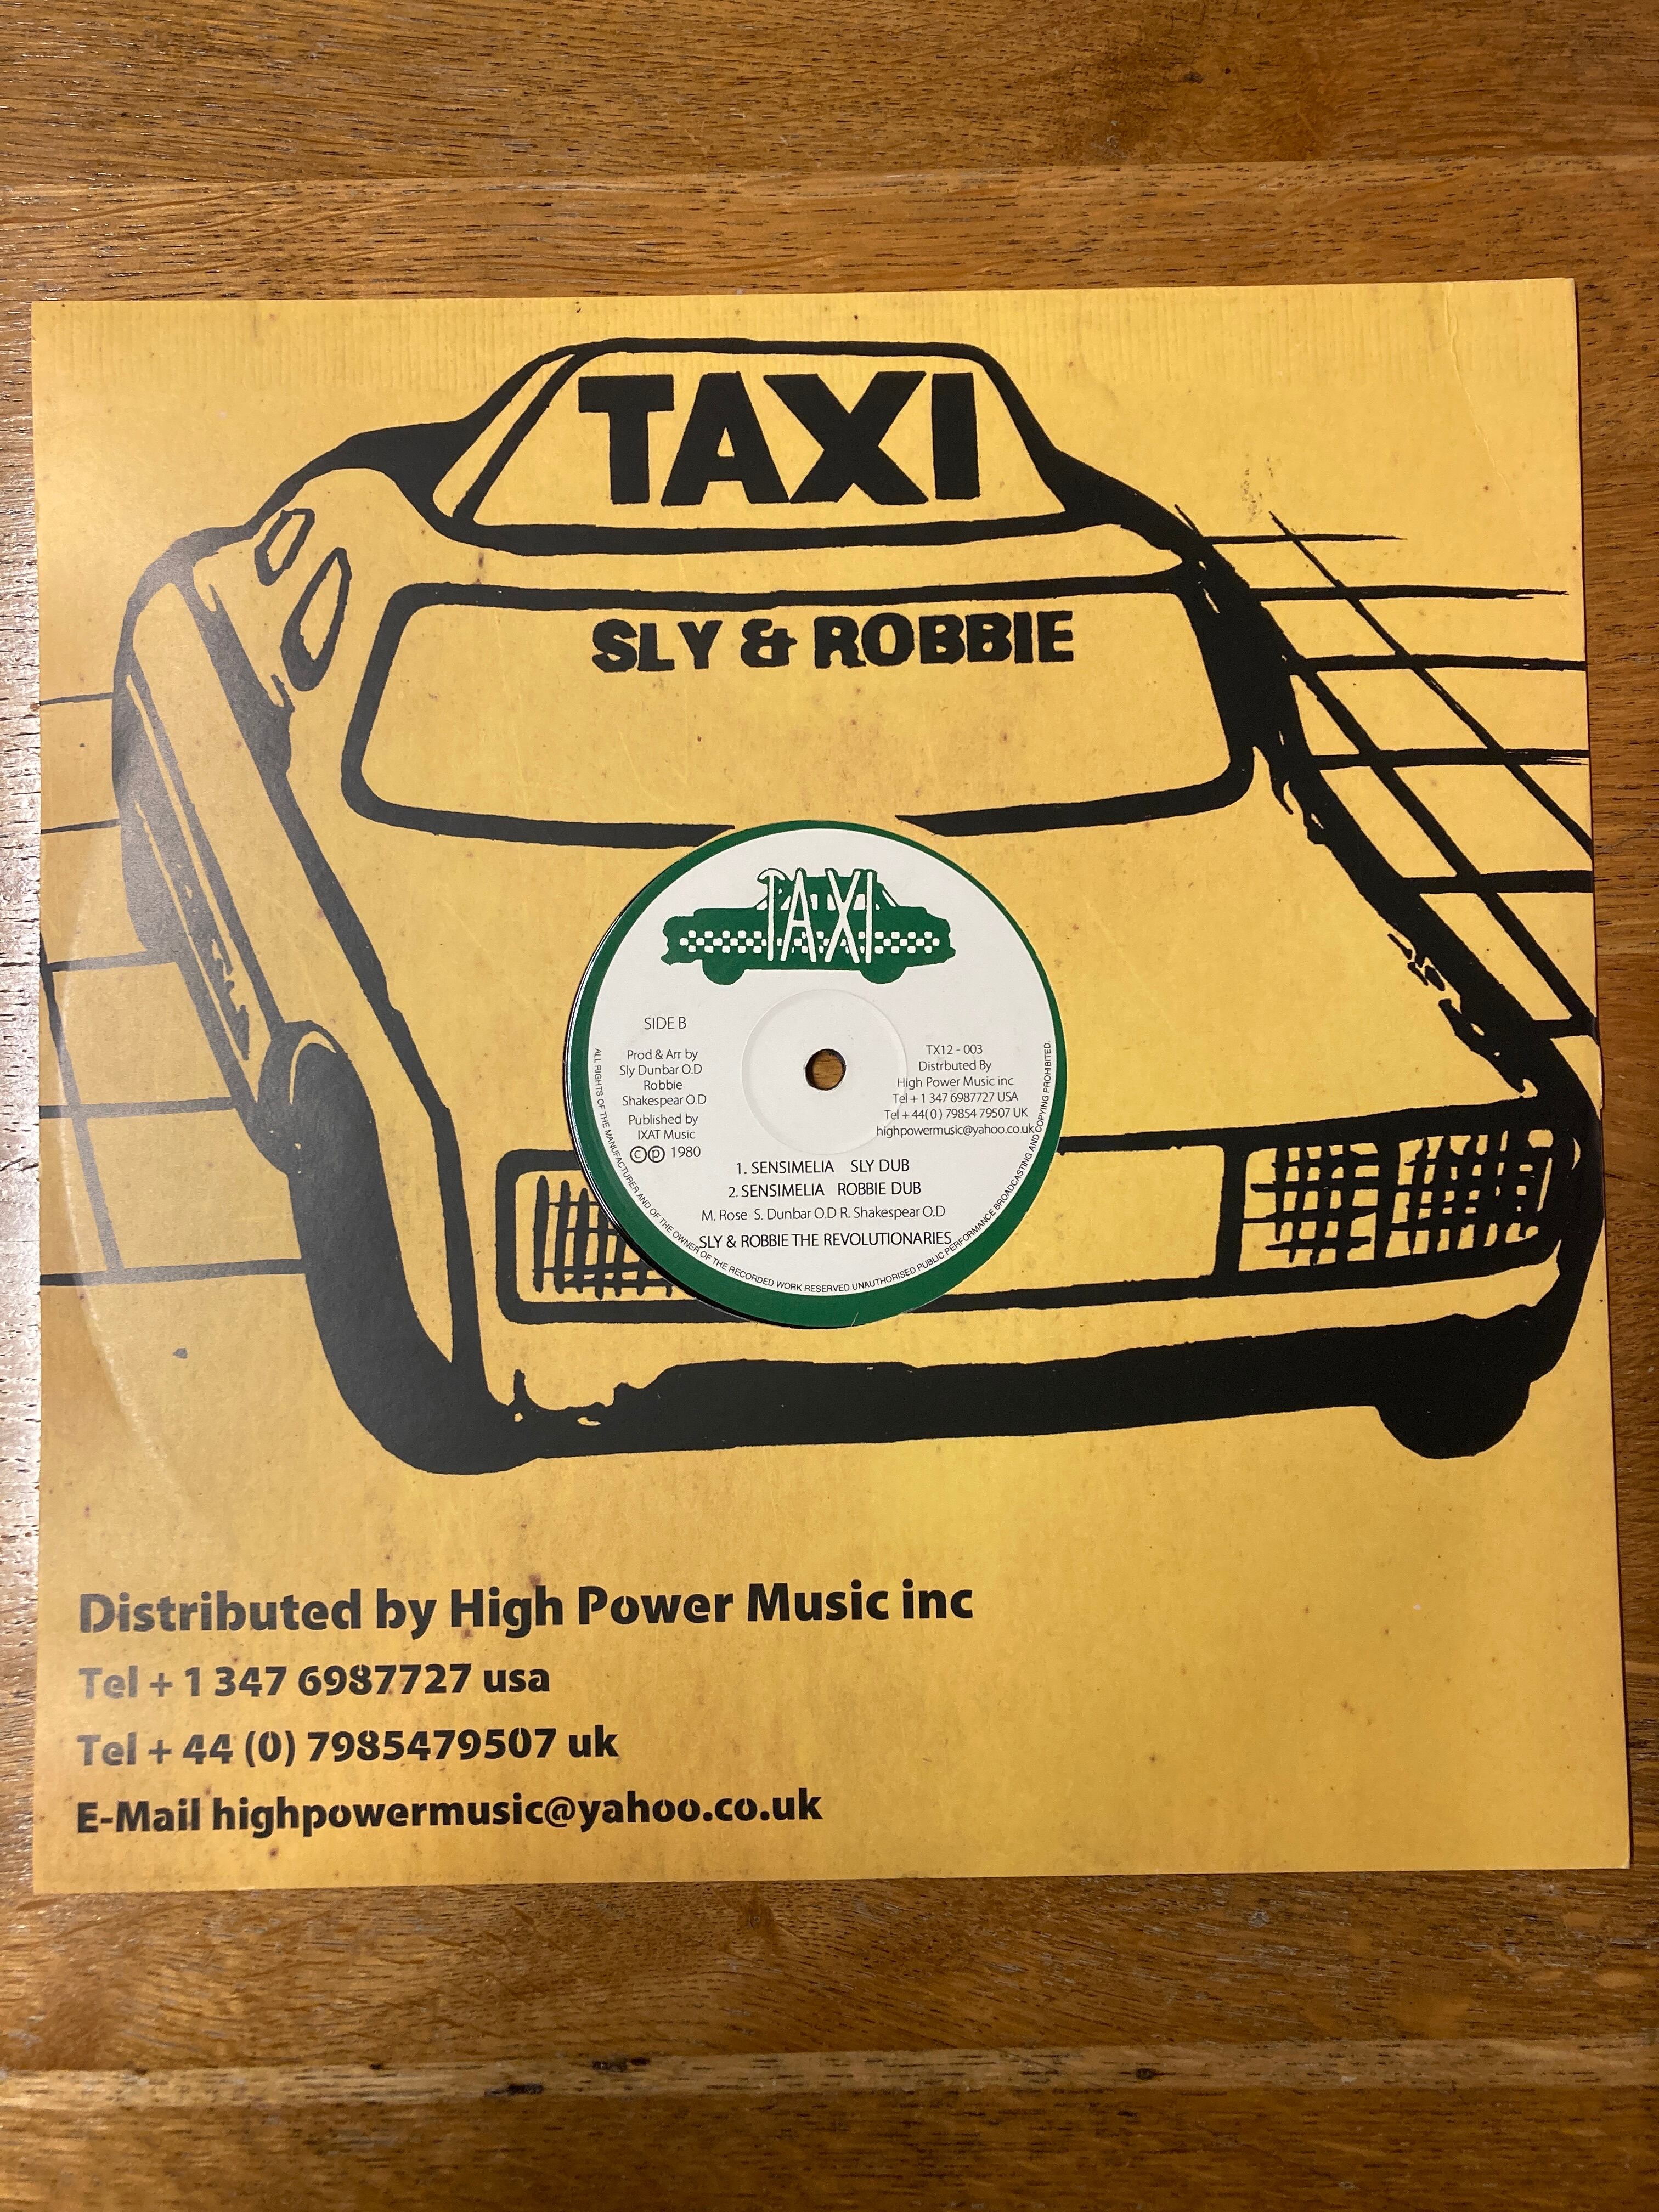 TAXI
SLY & ROBBIE
TAXI
SIDE B
Prod & Arr by
Sly Dunbar O.D
Robbie
Shakespear O.D
Published by
IXAT Music
©℗ 1980
TX12 - 003
Distrbuted By
High Power Music inc
Tel + 1 347 6987727 USA
Tel + 44( 0 ) 79854 79507 UK
highpowermusic@yahoo.co.uk
1. SENSIMELIA SLY DUB
2. SENSIMELIA ROBBIE DUB
M. Rose S. Dunbar O.D R. Shakespear O.D
SLY & ROBBIE THE REVOLUTIONARIES
ALL RIGHTS OF THE MANUFACTURER AND OF THE OWNER OF THE RECORDED WORK RESERVED UNAUTHORISED PUBLIC PERFORMANCE BROADCASTING AND COPYING PROHIBITED.
Distributed by High Power Music inc
Tel + 1 347 6987727 usa
Tel + 44 (0) 7985479507 uk
E-Mail highpowermusic@yahoo.co.uk